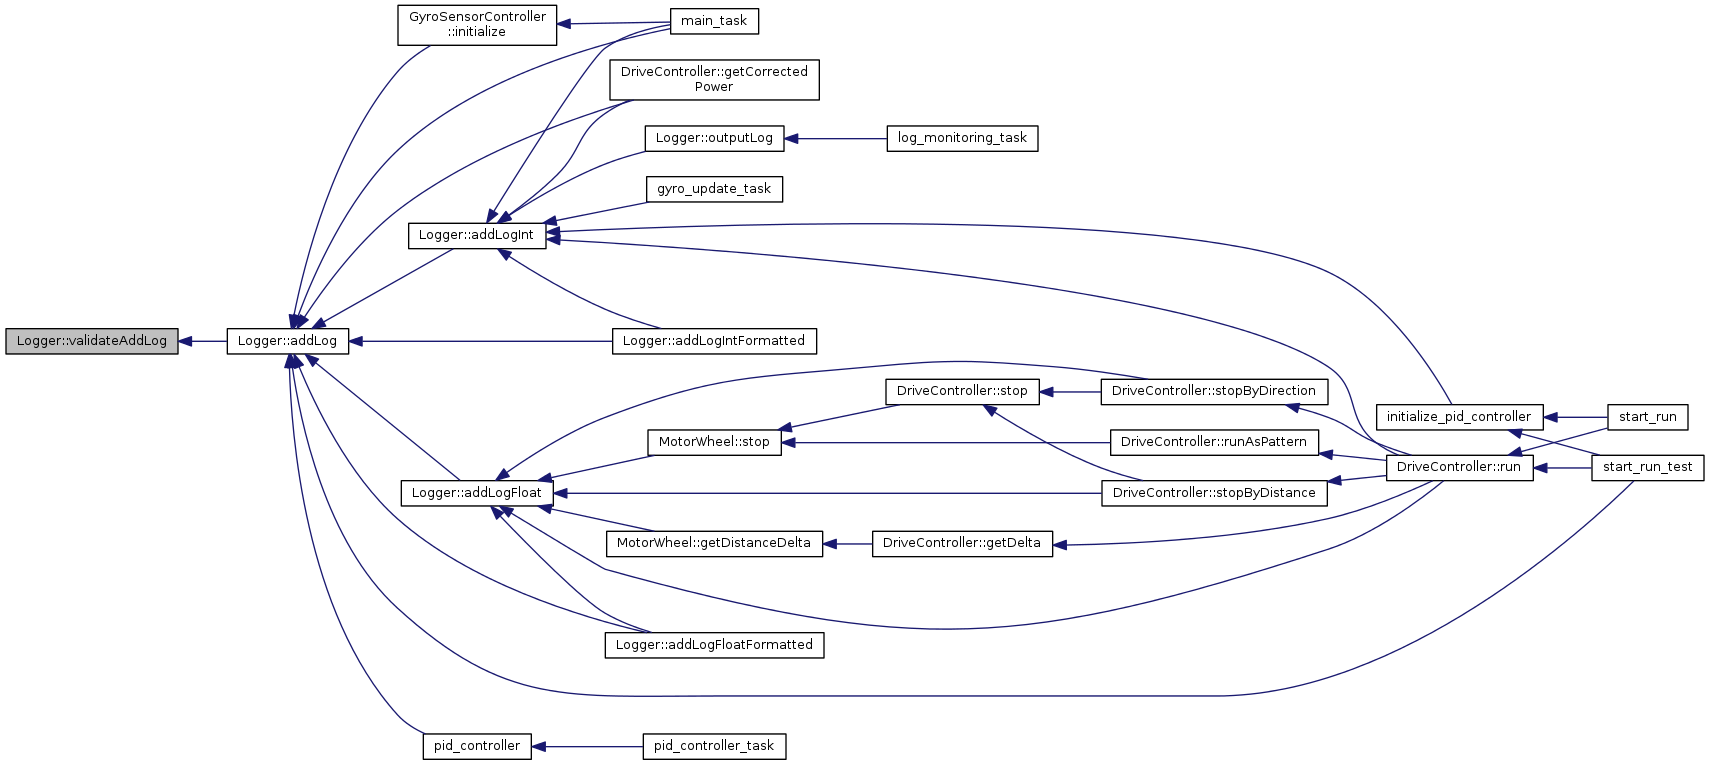 GyroSensorController
::initialize
main_task
DriveController::getCorrected
Power
Logger::outputLog
log_monitoring_task
gyro_update_task
Logger::addLogInt
Logger::validateAddLog
Logger::addLog
Logger::addLogIntFormatted
DriveController::stop
DriveController::stopByDirection
initialize_pid_controller
start_run
MotorWheel::stop
DriveController::runAsPattern
DriveController::run
start_run_test
Logger::addLogFloat
DriveController::stopByDistance
MotorWheel::getDistanceDelta
DriveController::getDelta
Logger::addLogFloatFormatted
pid_controller
pid_controller_task